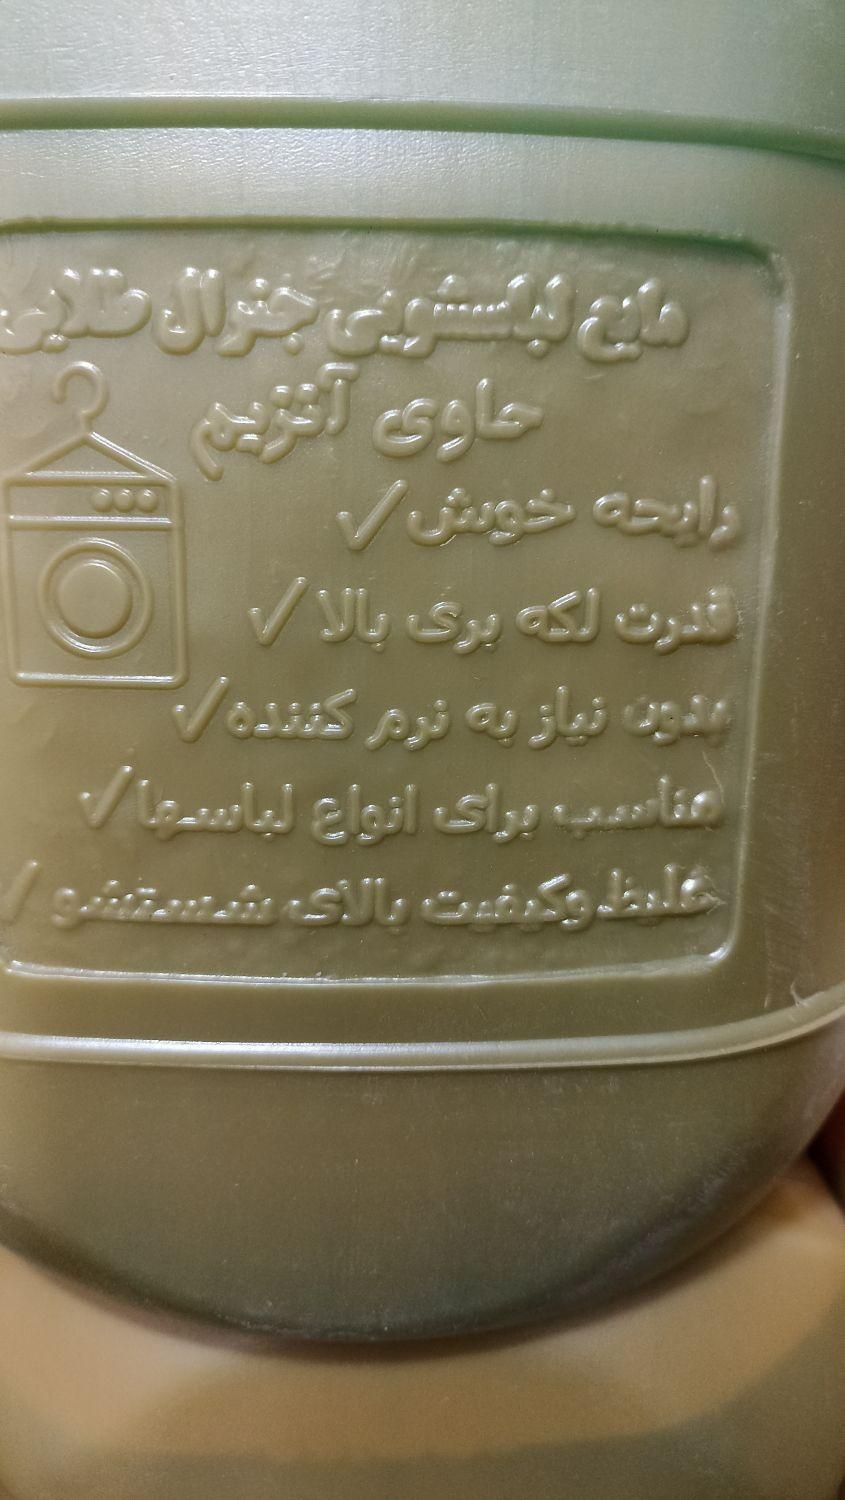 مایع لباسشویی جنرال طلایی
حاوی آنزیم
رایحه خوش ✓
قدرت لکه بری بالا ✓
بدون نیاز به نرم کننده ✓
مناسب برای انواع لباسها ✓
غلیظ وکیفیت بالای شستشو ✓